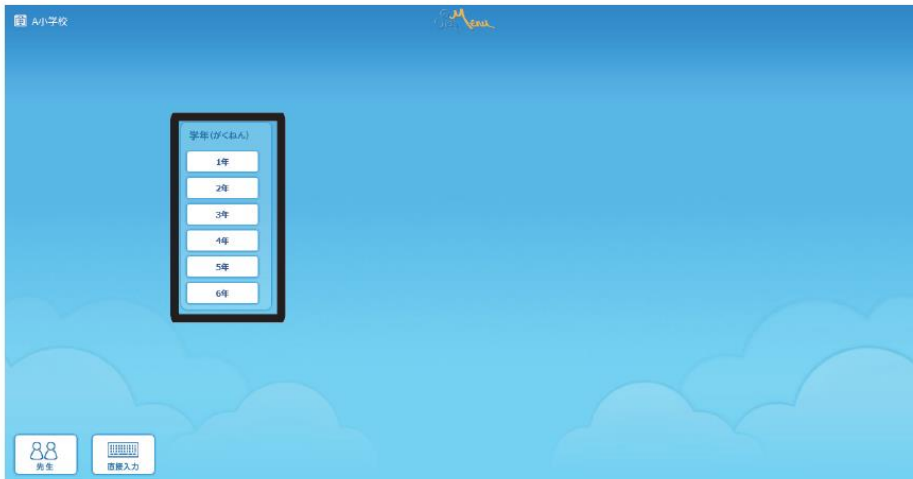 A小学校
学年(がくねん)
1年
2年
3年
4年
5年
6年
先生
直接入力